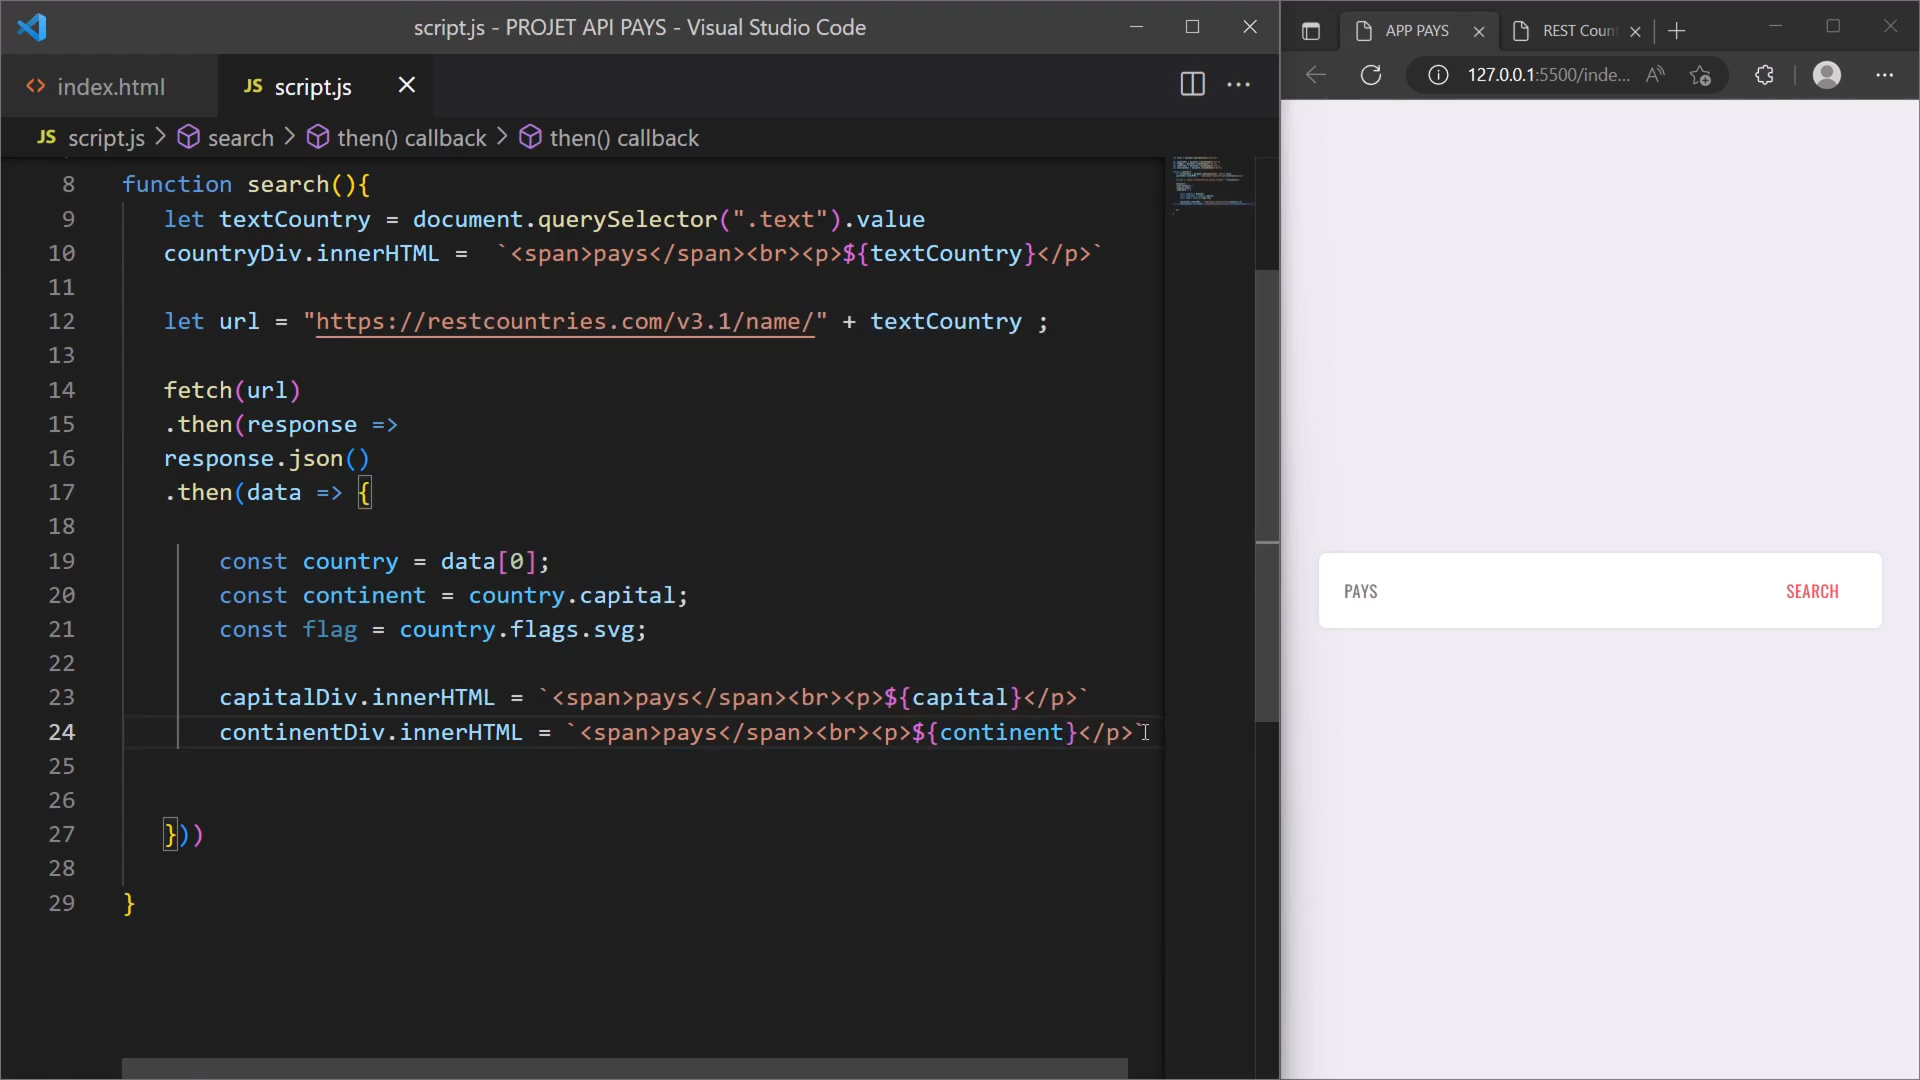 script.js - PROJET API PAYS - Visual Studio Code
index.html
JS script.js
JS script.js > search > then() callback > then() callback
8 function search(){
9 let textCountry = document.querySelector(".text").value
10 countryDiv.innerHTML =  `<span>pays</span><br><p>${textCountry}</p>`
11
12 let url = "https://restcountries.com/v3.1/name/" + textCountry ;
13
14 fetch(url)
15 .then(response =>
16 response.json()
17 .then(data => {
18
19 const country = data[0];
20 const continent = country.capital;
21 const flag = country.flags.svg;
22
23 capitalDiv.innerHTML = `<span>pays</span><br><p>${capital}</p>`
24 continentDiv.innerHTML = `<span>pays</span><br><p>${continent}</p>`
25
26
27 }))
28
29 }
APP PAYS
REST Coun
127.0.0.1:5500/inde...
PAYS
SEARCH